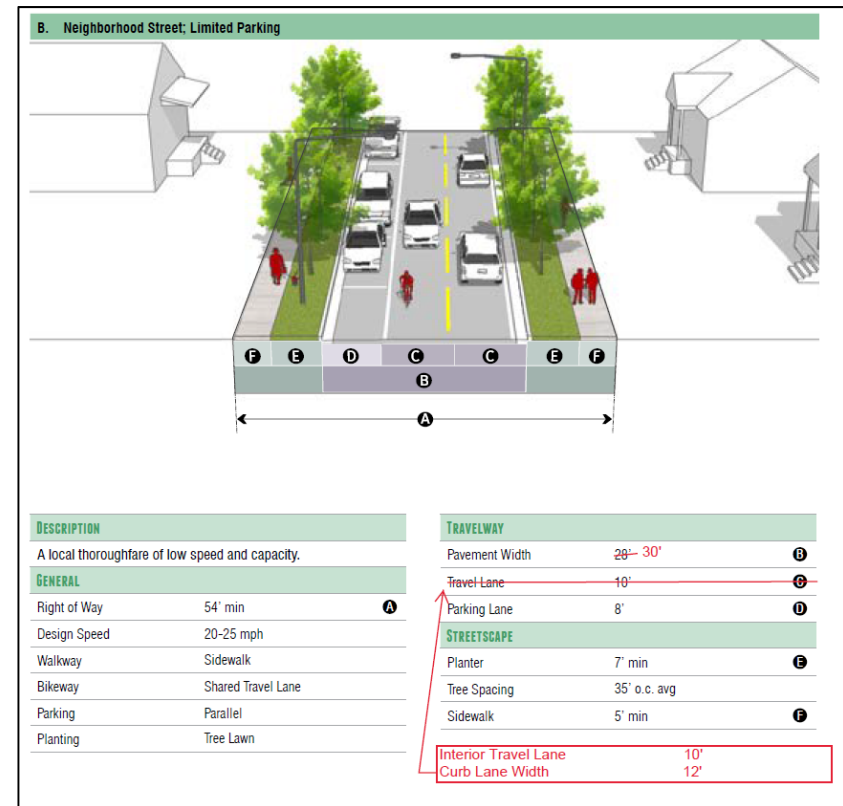 B. Neighborhood Street; Limited Parking
F E D C C E F
B
A
DESCRIPTION
A local thoroughfare of low speed and capacity.
GENERAL
Right of Way 54' min A
Design Speed 20-25 mph
Walkway Sidewalk
Bikeway Shared Travel Lane
Parking Parallel
Planting Tree Lawn
TRAVELWAY
Pavement Width 28' 30' B
Travel Lane 10' C
Parking Lane 8' D
STREETSCAPE
Planter 7' min E
Tree Spacing 35' o.c. avg
Sidewalk 5' min F
Interior Travel Lane 10'
Curb Lane Width 12'